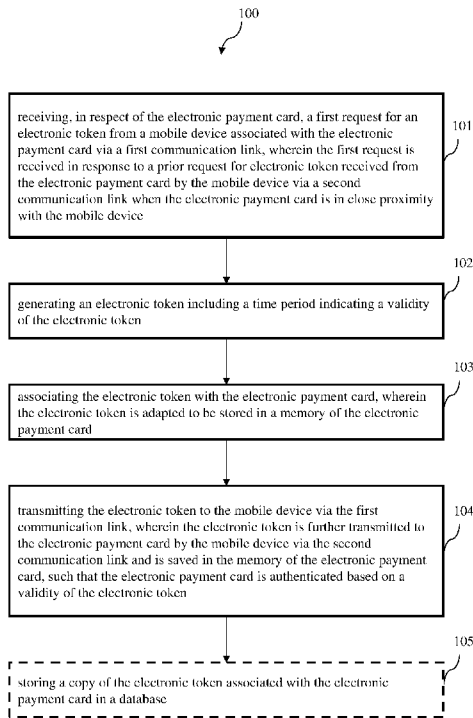 100
receiving, in respect of the electronic payment card, a first request for an
electronic token from a mobile device associated with the electronic
payment card via a first communication link, wherein the first request is
received in response to a prior request for electronic token received from
the electronic payment card by the mobile device via a second
communication link when the electronic payment card is in close proximity
with the mobile device
101
102
generating an electronic token including a time period indicating a validity
of the electronic token
103
associating the electronic token with the electronic payment card, wherein
the electronic token is adapted to be stored in a memory of the electronic
payment card
transmitting the electronic token to the mobile device via the first
communication link, wherein the electronic token is further transmitted to
the electronic payment card by the mobile device via the second
communication link and is saved in the memory of the electronic payment
card, such that the electronic payment card is authenticated based on a
validity of the electronic token
104
105
storing a copy of the electronic token associated with the electronic
payment card in a database